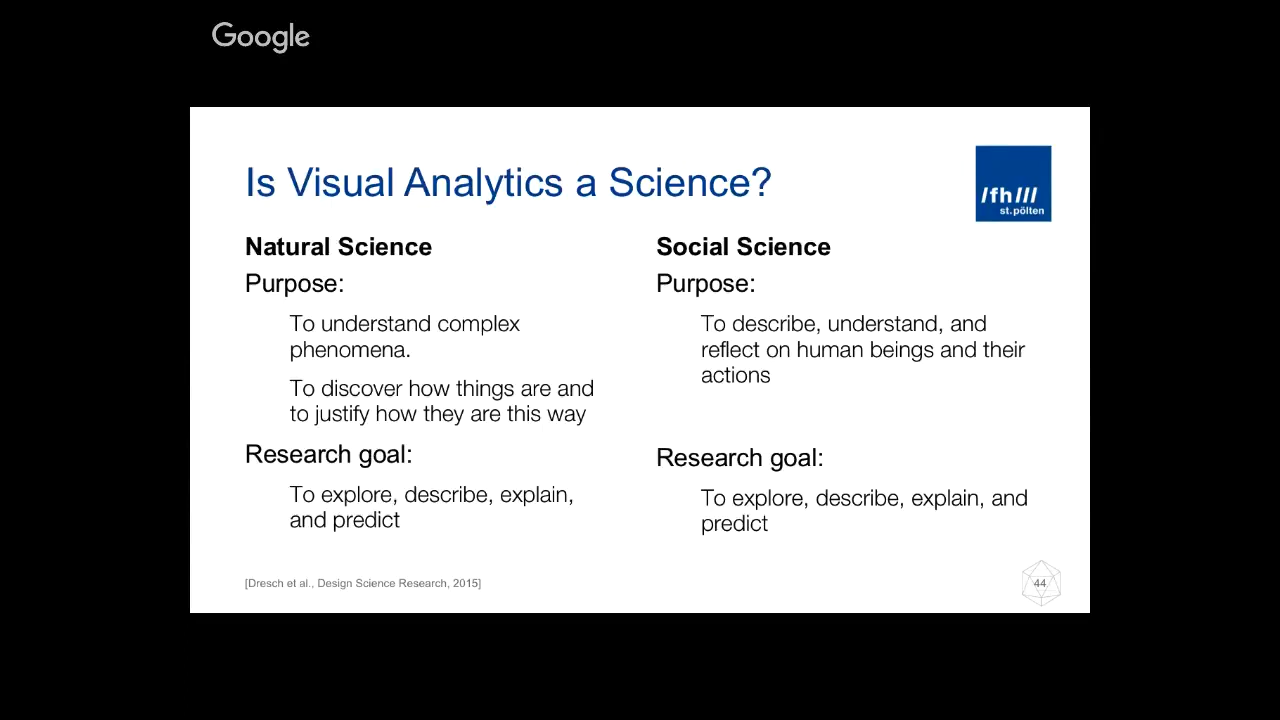 Google
Is Visual Analytics a Science?
/fh///
st.pölten
Natural Science
Purpose:
To understand complex
phenomena.
To discover how things are and
to justify how they are this way
Research goal:
To explore, describe, explain,
and predict
Social Science
Purpose:
To describe, understand, and
reflect on human beings and their
actions
Research goal:
To explore, describe, explain, and
predict
[Dresch et al., Design Science Research, 2015]
44